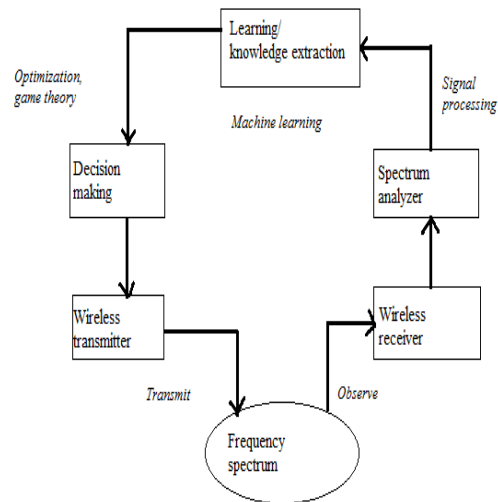 Learning/
knowledge extraction
Optimization,
game theory
Signal
processing
Machine learning
Decision
making
Spectrum
analyzer
Wireless
transmitter
Wireless
receiver
Transmit
Observe
Frequency
spectrum